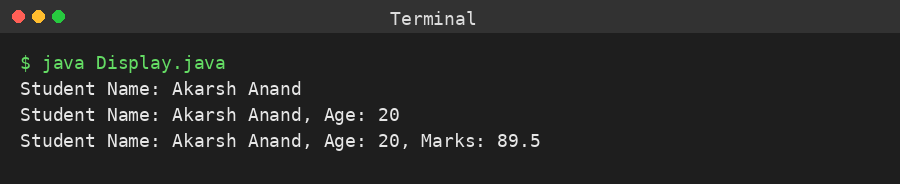 Terminal
$ java Display.java
Student Name: Akarsh Anand
Student Name: Akarsh Anand, Age: 20
Student Name: Akarsh Anand, Age: 20, Marks: 89.5